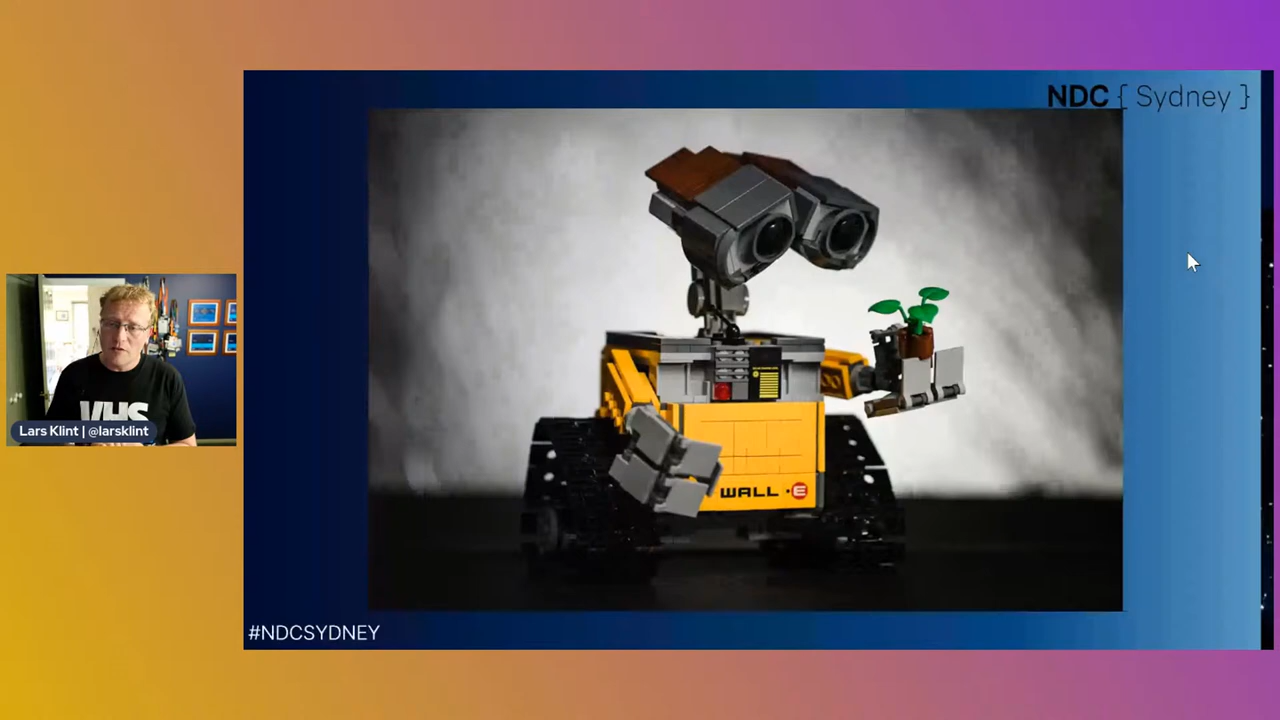 NDC { Sydney }
WALL·E
VHS
Lars Klint | @larsklint
#NDCSYDNEY